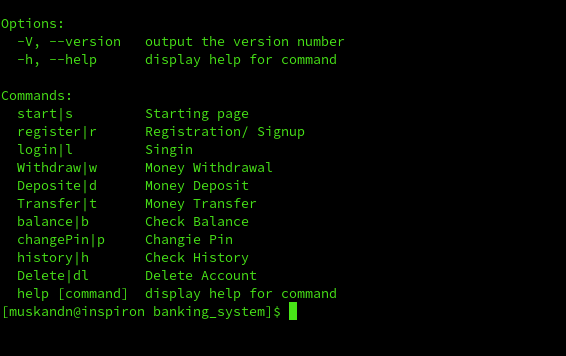 Options:
  -V, --version   output the version number
  -h, --help      display help for command
Commands:
  start|s         Starting page
  register|r      Registration/ Signup
  login|l         Singin
  Withdraw|w      Money Withdrawal
  Deposite|d      Money Deposit
  Transfer|t      Money Transfer
  balance|b       Check Balance
  changePin|p     Changie Pin
  history|h       Check History
  Delete|dl       Delete Account
  help [command]  display help for command
[muskandn@inspiron banking_system]$